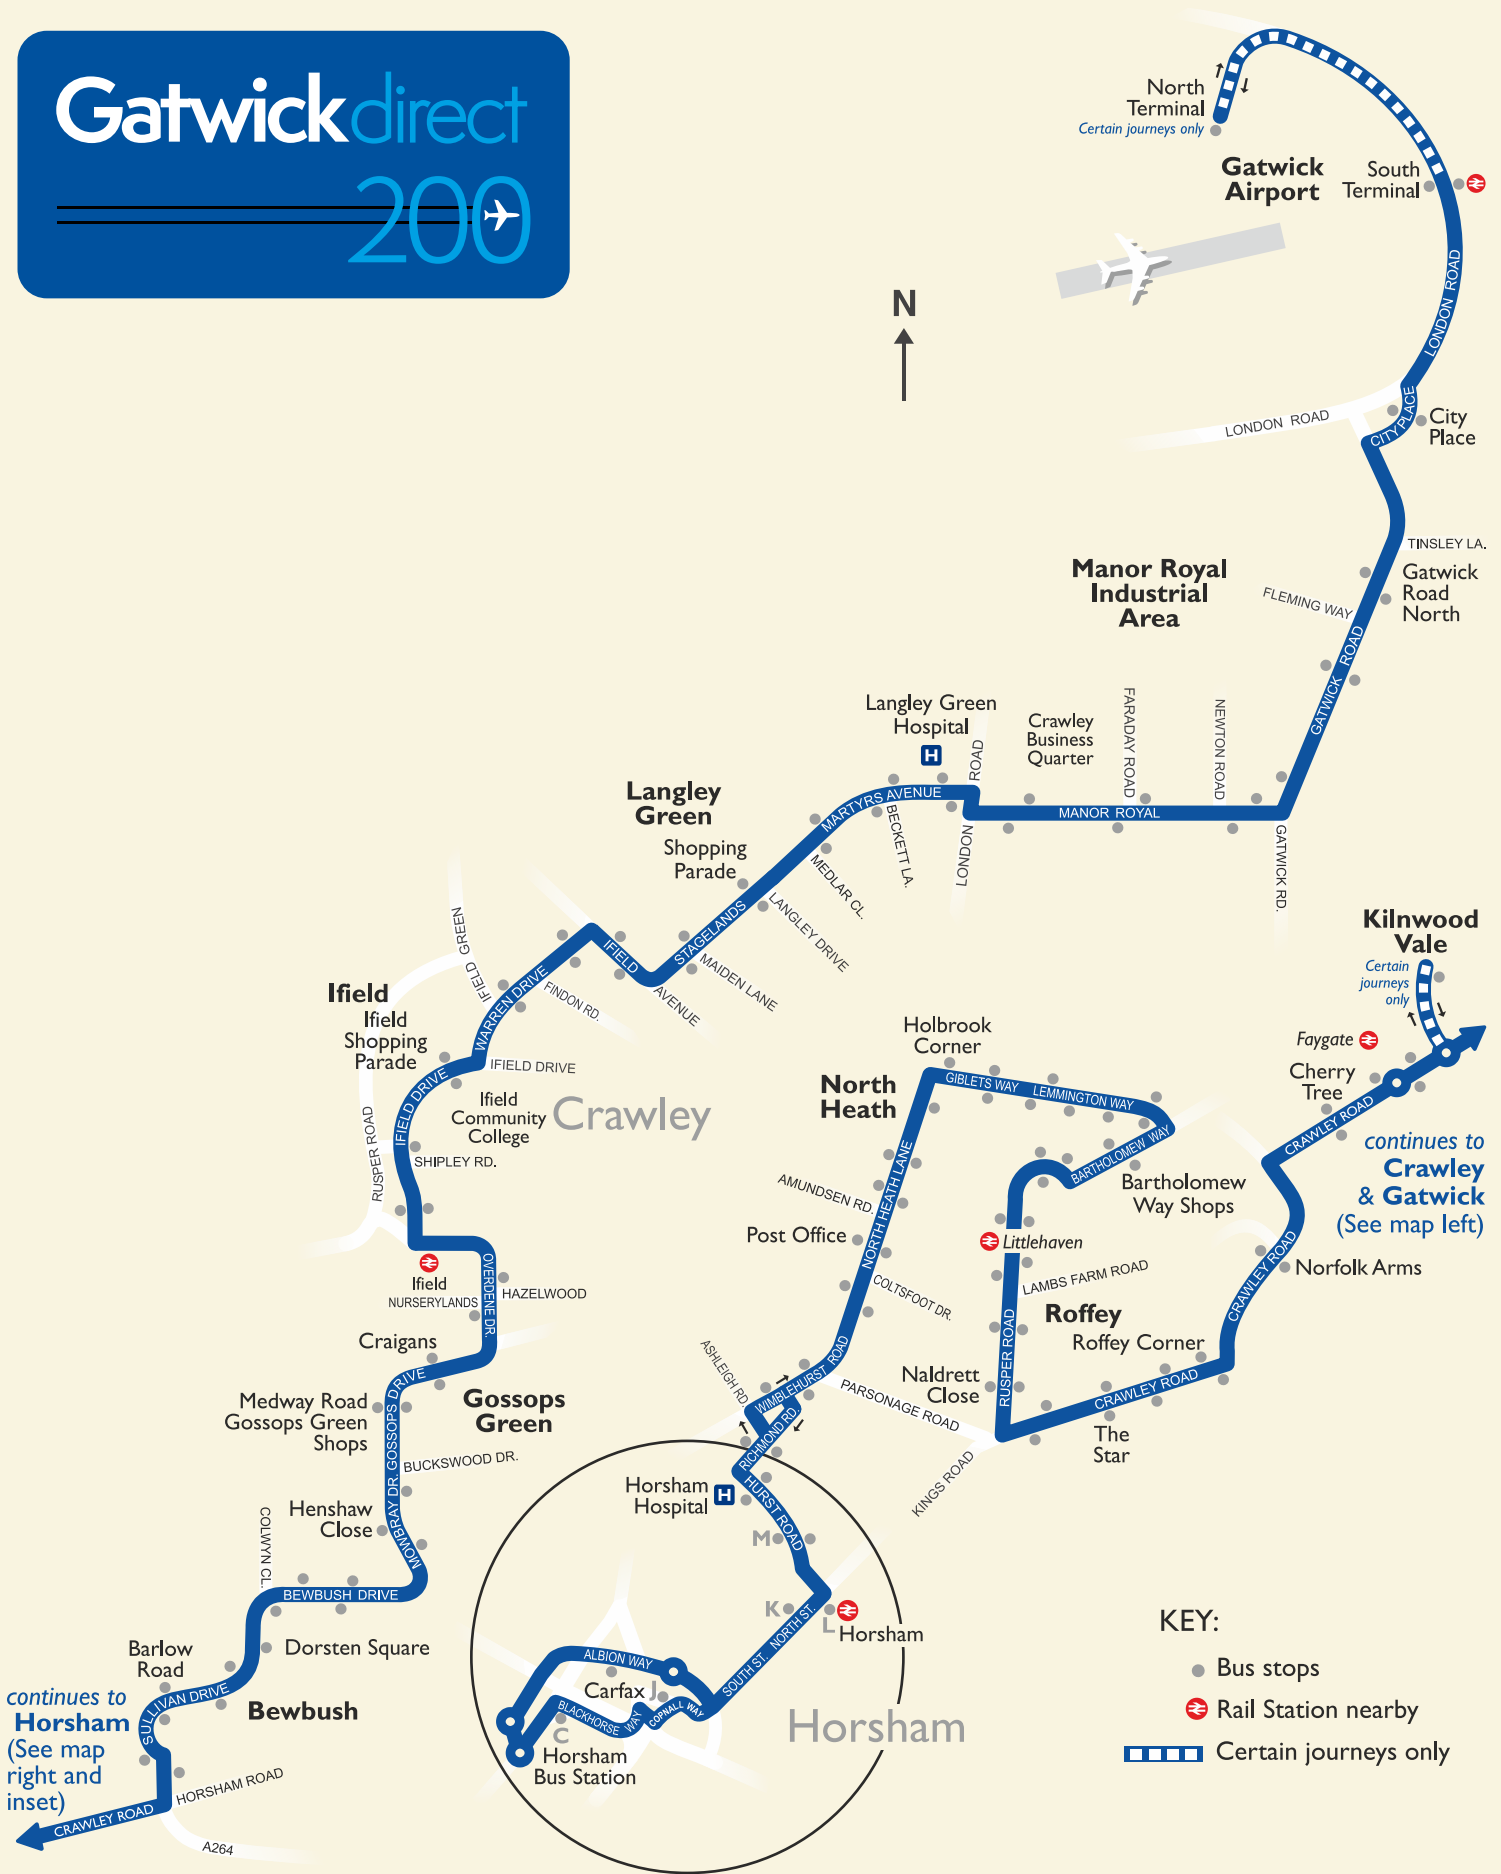 Gatwickdirect
200
North
Terminal
Certain journeys only
Gatwick
Airport
South
Terminal
LONDON ROAD
N
CITY PLACE
City
Place
LONDON ROAD
TINSLEY LA.
Manor Royal
Industrial
Area
Gatwick
Road
North
FLEMING WAY
GATWICK ROAD
Langley Green
Hospital
H
ROAD
LONDON
Crawley
Business
Quarter
FARADAY ROAD
NEWTON ROAD
MANOR ROYAL
GATWICK RD.
Langley
Green
Shopping
Parade
MARTYRS AVENUE
BECKETT LA.
MEDLAR CL.
LANGLEY DRIVE
STAGELANDS
MAIDEN LANE
IFIELD
AVENUE
IFIELD GREEN
WARREN DRIVE
FINDON RD.
Ifield
Ifield
Shopping
Parade
IFIELD DRIVE
IFIELD DRIVE
Ifield
Community
College
Crawley
RUSPER ROAD
SHIPLEY RD.
Ifield
NURSERYLANDS
OVERDENE DR.
HAZELWOOD
Craigans
GOSSOPS DRIVE
Gossops
Green
Medway Road
Gossops Green
Shops
BUCKSWOOD DR.
MOWBRAY DR.
Henshaw
Close
COLWYN CL.
BEWBUSH DRIVE
Dorsten Square
Barlow
Road
SULLIVAN DRIVE
Bewbush
continues to
Horsham
(See map
right and
inset)
HORSHAM ROAD
CRAWLEY ROAD
A264
Kilnwood
Vale
Certain
journeys
only
Faygate
Cherry
Tree
CRAWLEY ROAD
continues to
Crawley
& Gatwick
(See map left)
CRAWLEY ROAD
Norfolk Arms
Holbrook
Corner
GIBLETS WAY
LEMMINGTON WAY
BARTHOLOMEW WAY
Bartholomew
Way Shops
North
Heath
NORTH HEATH LANE
AMUNDSEN RD.
Post Office
COLTSFOOT DR.
Littlehaven
LAMBS FARM ROAD
Roffey
Roffey Corner
RUSPER ROAD
Naldrett
Close
CRAWLEY ROAD
The
Star
PARSONAGE ROAD
KINGS ROAD
ASHLEIGH RD.
WIMBLEHURST ROAD
RICHMOND RD.
Horsham
Hospital
H
HURST ROAD
M
K
L
Horsham
NORTH ST.
SOUTH ST.
ALBION WAY
Carfax
J
COPNALL WAY
BLACKHORSE WAY
C
Horsham
Bus Station
Horsham
KEY:
Bus stops
Rail Station nearby
Certain journeys only